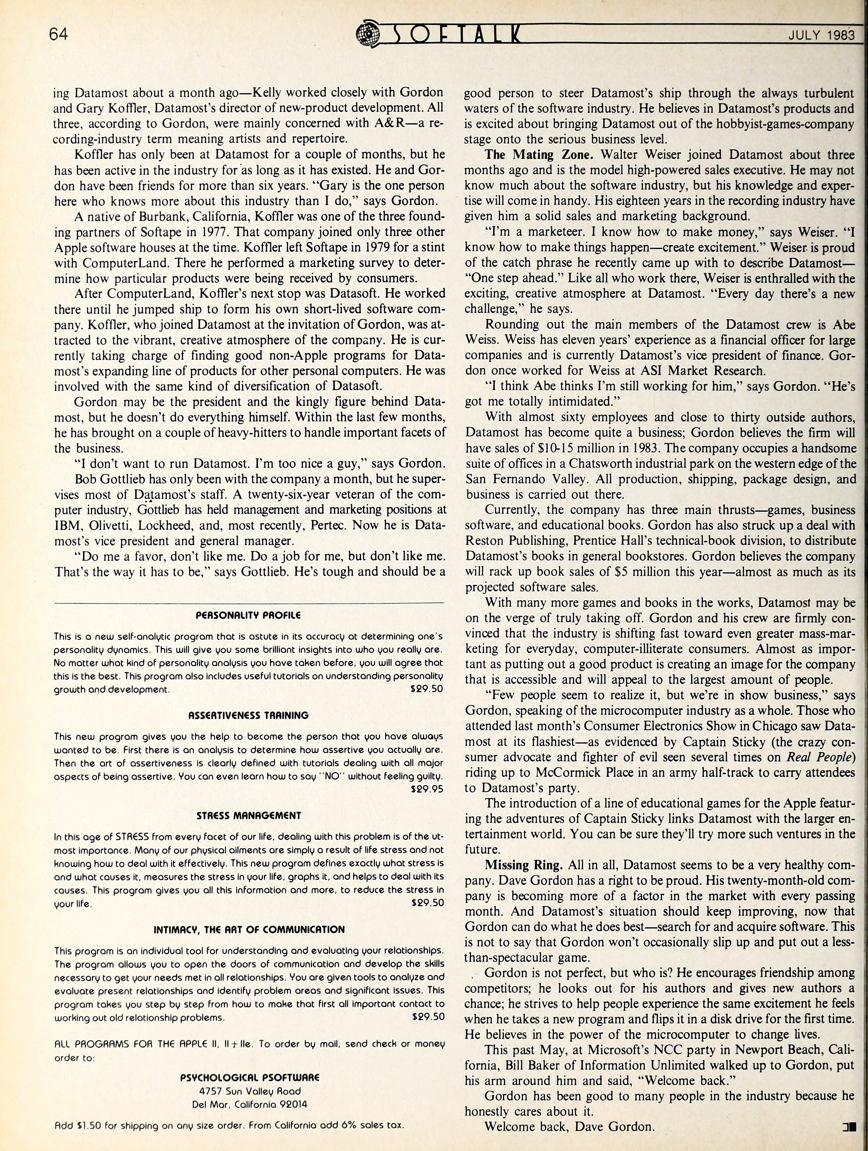 64
SOFTALK
JULY 1983
ing Datamost about a month ago—Kelly worked closely with Gordon
and Gary Koffler, Datamost's director of new-product development. All
three, according to Gordon, were mainly concerned with A&R—a re-
cording-industry term meaning artists and repertoire.
Koffler has only been at Datamost for a couple of months, but he
has been active in the industry for as long as it has existed. He and Gor-
don have been friends for more than six years. "Gary is the one person
here who knows more about this industry than I do," says Gordon.
A native of Burbank, California, Koffler was one of the three found-
ing partners of Softape in 1977. That company joined only three other
Apple software houses at the time. Koffler left Softape in 1979 for a stint
with ComputerLand. There he performed a marketing survey to deter-
mine how particular products were being received by consumers.
After ComputerLand, Koffler's next stop was Datasoft. He worked
there until he jumped ship to form his own short-lived software com-
pany. Koffler, who joined Datamost at the invitation of Gordon, was at-
tracted to the vibrant, creative atmosphere of the company. He is cur-
rently taking charge of finding good non-Apple programs for Data-
most's expanding line of products for other personal computers. He was
involved with the same kind of diversification of Datasoft.
Gordon may be the president and the kingly figure behind Data-
most, but he doesn't do everything himself. Within the last few months,
he has brought on a couple of heavy-hitters to handle important facets of
the business.
"I don't want to run Datamost. I'm too nice a guy," says Gordon.
Bob Gottlieb has only been with the company a month, but he super-
vises most of Datamost's staff. A twenty-six-year veteran of the com-
puter industry, Gottlieb has held management and marketing positions at
IBM, Olivetti, Lockheed, and, most recently, Pertec. Now he is Data-
most's vice president and general manager.
"Do me a favor, don't like me. Do a job for me, but don't like me.
That's the way it has to be," says Gottlieb. He's tough and should be a
PERSONALITY PROFILE
This is a new self-analytic program that is astute in its accuracy at determining one's
personality dynamics. This will give you some brilliant insights into who you really are.
No matter what kind of personality analysis you have taken before, you will agree that
this is the best. This program also includes useful tutorials on understanding personality
growth and development. $29.50
ASSERTIVENESS TRAINING
This new program gives you the help to become the person that you have always
wanted to be. First there is an analysis to determine how assertive you actually are.
Then the art of assertiveness is clearly defined with tutorials dealing with all major
aspects of being assertive. You can even learn how to say "NO" without feeling guilty.
$29.95
STRESS MANAGEMENT
In this age of STRESS from every facet of our life, dealing with this problem is of the ut-
most importance. Many of our physical ailments are simply a result of life stress and not
knowing how to deal with it effectively. This new program defines exactly what stress is
and what causes it, measures the stress in your life, graphs it, and helps to deal with its
causes. This program gives you all this information and more, to reduce the stress in
your life. $29.50
INTIMACY, THE ART OF COMMUNICATION
This program is an individual tool for understanding and evaluating your relationships.
The program allows you to open the doors of communication and develop the skills
necessary to get your needs met in all relationships. You are given tools to analyze and
evaluate present relationships and identify problem areas and significant issues. This
program takes you step by step from how to make that first all important contact to
working out old relationship problems. $29.50
ALL PROGRAMS FOR THE APPLE II, II + IIe. To order by mail, send check or money
order to:
PSYCHOLOGICAL PSOFTWARE
4757 Sun Valley Road
Del Mar, California 92014
Add $1.50 for shipping on any size order. From California add 6% sales tax.
good person to steer Datamost's ship through the always turbulent
waters of the software industry. He believes in Datamost's products and
is excited about bringing Datamost out of the hobbyist-games-company
stage onto the serious business level.
The Mating Zone. Walter Weiser joined Datamost about three
months ago and is the model high-powered sales executive. He may not
know much about the software industry, but his knowledge and exper-
tise will come in handy. His eighteen years in the recording industry have
given him a solid sales and marketing background.
"I'm a marketeer. I know how to make money," says Weiser. "I
know how to make things happen—create excitement." Weiser is proud
of the catch phrase he recently came up with to describe Datamost—
"One step ahead." Like all who work there, Weiser is enthralled with the
exciting, creative atmosphere at Datamost. "Every day there's a new
challenge," he says.
Rounding out the main members of the Datamost crew is Abe
Weiss. Weiss has eleven years' experience as a financial officer for large
companies and is currently Datamost's vice president of finance. Gor-
don once worked for Weiss at ASI Market Research.
"I think Abe thinks I'm still working for him," says Gordon. "He's
got me totally intimidated."
With almost sixty employees and close to thirty outside authors,
Datamost has become quite a business; Gordon believes the firm will
have sales of $10-15 million in 1983. The company occupies a handsome
suite of offices in a Chatsworth industrial park on the western edge of the
San Fernando Valley. All production, shipping, package design, and
business is carried out there.
Currently, the company has three main thrusts—games, business
software, and educational books. Gordon has also struck up a deal with
Reston Publishing, Prentice Hall's technical-book division, to distribute
Datamost's books in general bookstores. Gordon believes the company
will rack up book sales of $5 million this year—almost as much as its
projected software sales.
With many more games and books in the works, Datamost may be
on the verge of truly taking off. Gordon and his crew are firmly con-
vinced that the industry is shifting fast toward even greater mass-mar-
keting for everyday, computer-illiterate consumers. Almost as impor-
tant as putting out a good product is creating an image for the company
that is accessible and will appeal to the largest amount of people.
"Few people seem to realize it, but we're in show business," says
Gordon, speaking of the microcomputer industry as a whole. Those who
attended last month's Consumer Electronics Show in Chicago saw Data-
most at its flashiest—as evidenced by Captain Sticky (the crazy con-
sumer advocate and fighter of evil seen several times on Real People)
riding up to McCormick Place in an army half-track to carry attendees
to Datamost's party.
The introduction of a line of educational games for the Apple featur-
ing the adventures of Captain Sticky links Datamost with the larger en-
tertainment world. You can be sure they'll try more such ventures in the
future.
Missing Ring. All in all, Datamost seems to be a very healthy com-
pany. Dave Gordon has a right to be proud. His twenty-month-old com-
pany is becoming more of a factor in the market with every passing
month. And Datamost's situation should keep improving, now that
Gordon can do what he does best—search for and acquire software. This
is not to say that Gordon won't occasionally slip up and put out a less-
than-spectacular game.
Gordon is not perfect, but who is? He encourages friendship among
competitors; he looks out for his authors and gives new authors a
chance; he strives to help people experience the same excitement he feels
when he takes a new program and flips it in a disk drive for the first time.
He believes in the power of the microcomputer to change lives.
This past May, at Microsoft's NCC party in Newport Beach, Cali-
fornia, Bill Baker of Information Unlimited walked up to Gordon, put
his arm around him and said, "Welcome back."
Gordon has been good to many people in the industry because he
honestly cares about it.
Welcome back, Dave Gordon.